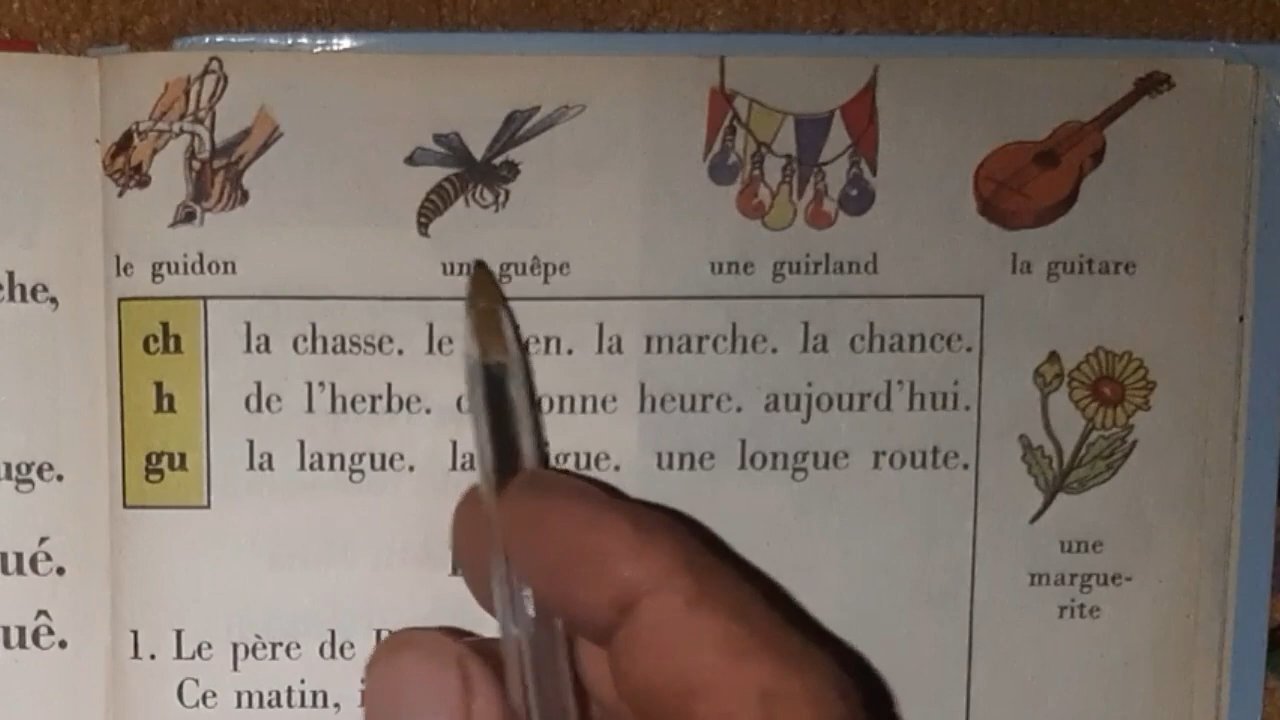 le guidon
une guêpe
une guirland
la guitare
che,
ch la chasse. le en. la marche. la chance.
h de l'herbe. onne heure. aujourd'hui.
gu la langue. la igue. une longue route.
uge.
ué.
uê.
une
margue-
rite
1. Le père de
Ce matin,